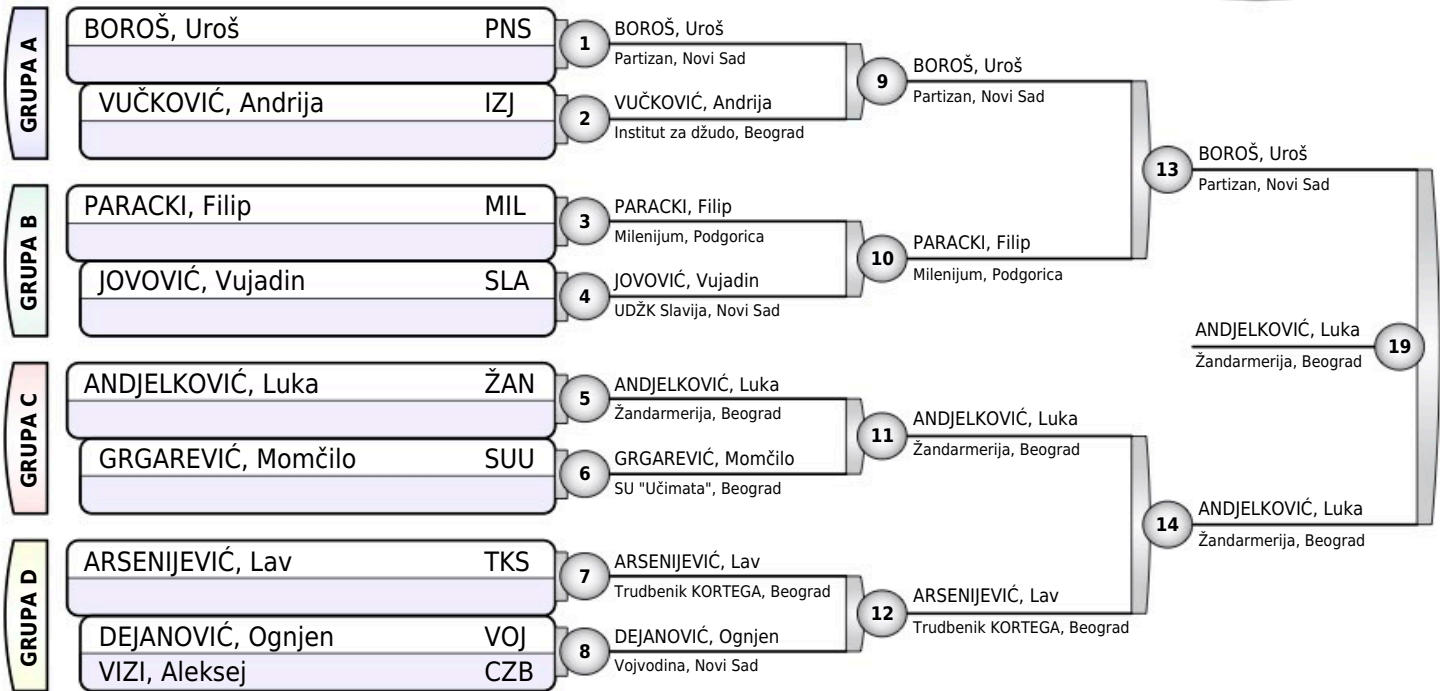 GRUPA A
BOROŠ, Uroš PNS
VUČKOVIĆ, Andrija IZJ
GRUPA B
PARACKI, Filip MIL
JOVOVIĆ, Vujadin SLA
GRUPA C
ANDJELKOVIĆ, Luka ŽAN
GRGAREVIĆ, Momčilo SUU
GRUPA D
ARSENIJEVIĆ, Lav TKS
DEJANOVIĆ, Ognjen VOJ
VIZI, Aleksej CZB
1
BOROŠ, Uroš
Partizan, Novi Sad
2
VUČKOVIĆ, Andrija
Institut za džudo, Beograd
3
PARACKI, Filip
Milenijum, Podgorica
4
JOVOVIĆ, Vujadin
UDŽK Slavija, Novi Sad
5
ANDJELKOVIĆ, Luka
Žandarmerija, Beograd
6
GRGAREVIĆ, Momčilo
SU "Učimata", Beograd
7
ARSENIJEVIĆ, Lav
Trudbenik KORTEGA, Beograd
8
DEJANOVIĆ, Ognjen
Vojvodina, Novi Sad
9
BOROŠ, Uroš
Partizan, Novi Sad
10
PARACKI, Filip
Milenijum, Podgorica
11
ANDJELKOVIĆ, Luka
Žandarmerija, Beograd
12
ARSENIJEVIĆ, Lav
Trudbenik KORTEGA, Beograd
13
BOROŠ, Uroš
Partizan, Novi Sad
14
ANDJELKOVIĆ, Luka
Žandarmerija, Beograd
ANDJELKOVIĆ, Luka
Žandarmerija, Beograd
19